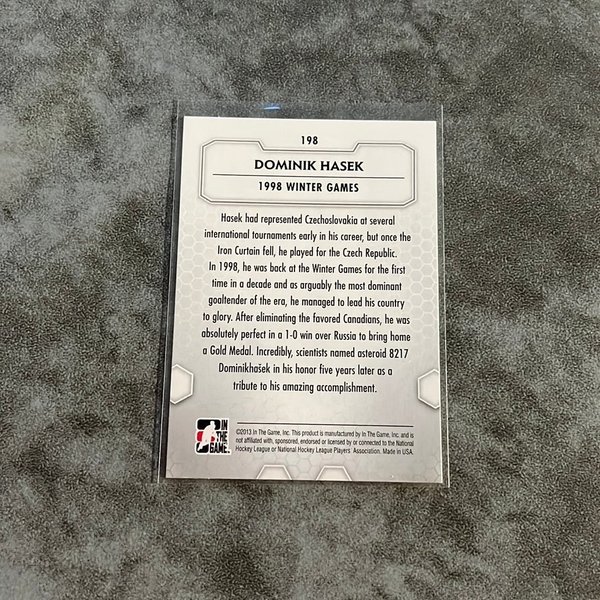 198
DOMINIK HASEK
1998 WINTER GAMES
Hasek had represented Czechoslovakia at several
international tournaments early in his career, but once the
Iron Curtain fell, he played for the Czech Republic.
In 1998, he was back at the Winter Games for the first
time in a decade and as arguably the most dominant
goaltender of the era, he managed to lead his country
to glory. After eliminating the favored Canadians, he was
absolutely perfect in a 1-0 win over Russia to bring home
a Gold Medal. Incredibly, scientists named asteroid 8217
Dominikhašek in his honor five years later as a
tribute to his amazing accomplishment.
IN
THE
GAME
©2013 In The Game, Inc. This product is manufactured by In The Game, Inc. and is
not affiliated with, sponsored, endorsed or licensed by or connected to the National
Hockey League or National Hockey League Players Association. Made in USA.